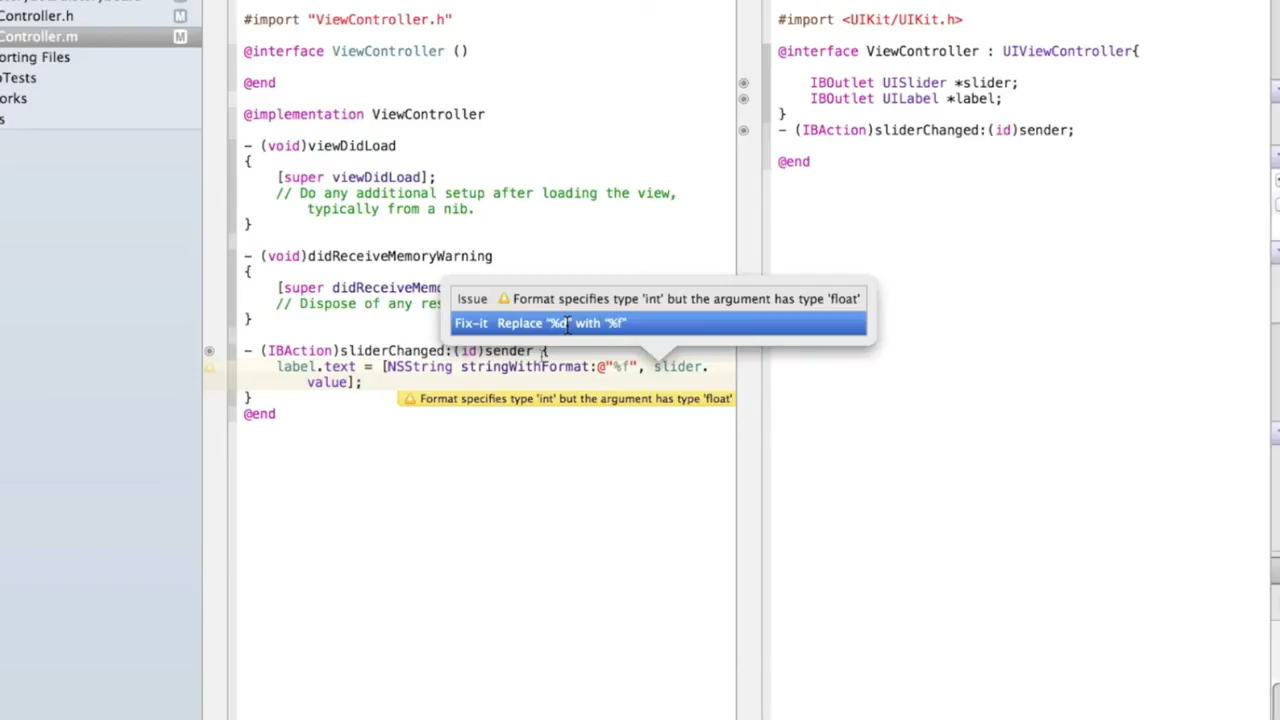 Controller.h M
Controller.m M
orting Files
Tests
orks
s
#import "ViewController.h"
@interface ViewController ()
@end
@implementation ViewController
- (void)viewDidLoad
{
[super viewDidLoad];
// Do any additional setup after loading the view,
typically from a nib.
}
- (void)didReceiveMemoryWarning
{
[super didReceiveMemo
// Dispose of any res
}
Issue Format specifies type 'int' but the argument has type 'float'
Fix-it Replace "%d" with "%f"
- (IBAction)sliderChanged:(id)sender {
label.text = [NSString stringWithFormat:@"%f", slider.
value];
}
Format specifies type 'int' but the argument has type 'float'
@end
#import <UIKit/UIKit.h>
@interface ViewController : UIViewController{
IBOutlet UISlider *slider;
IBOutlet UILabel *label;
}
- (IBAction)sliderChanged:(id)sender;
@end